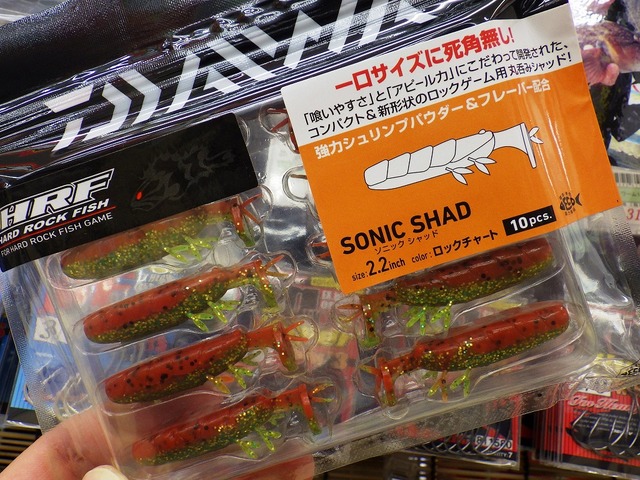 DAIWA
一口サイズに死角無し!
「喰いやすさ」と「アピール力」にこだわって開発された、
コンパクト&新形状のロックゲーム用丸呑みシャッド!
強力シュリンプパウダー&フレーバー配合
HRF
HARD ROCK FISH
FOR HARD ROCK FISH GAME
SONIC SHAD
ソニック シャッド
10pcs.
size: 2.2inch color: ロックチャート